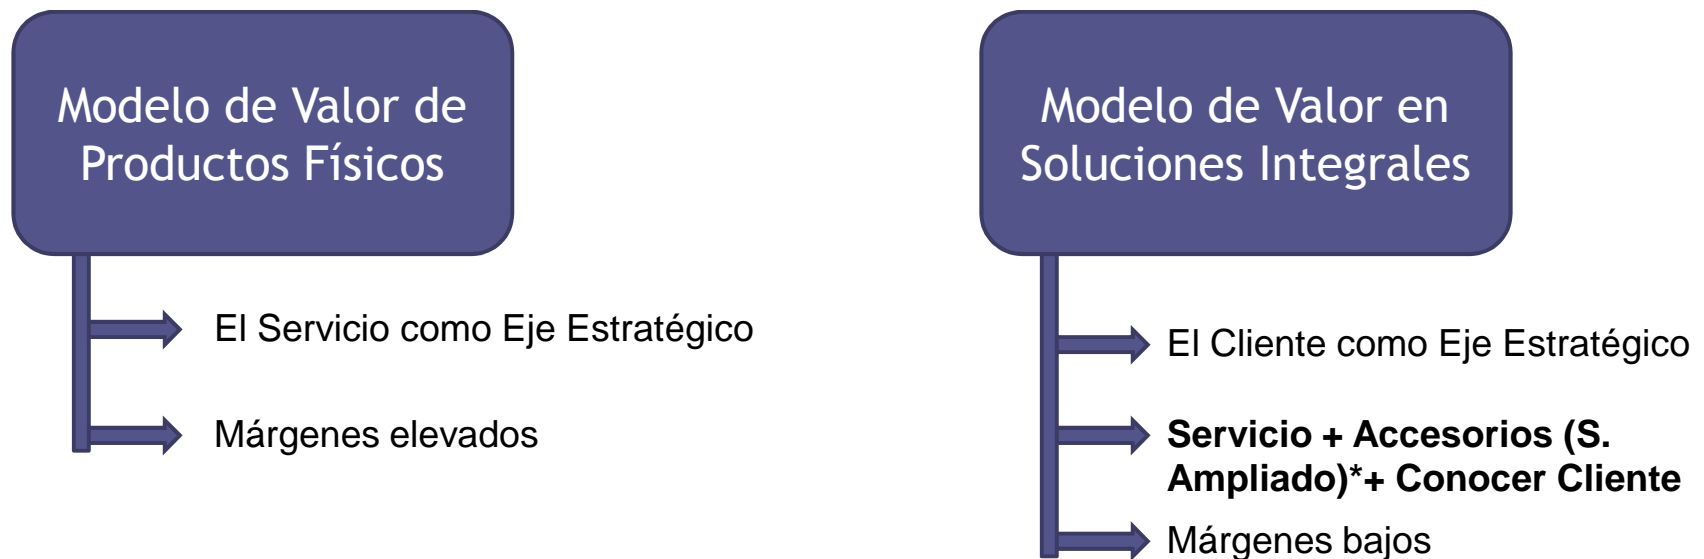 Modelo de Valor de
Productos Físicos
El Servicio como Eje Estratégico
Márgenes elevados
Modelo de Valor en
Soluciones Integrales
El Cliente como Eje Estratégico
Servicio + Accesorios (S.
Ampliado)*+ Conocer Cliente
Márgenes bajos